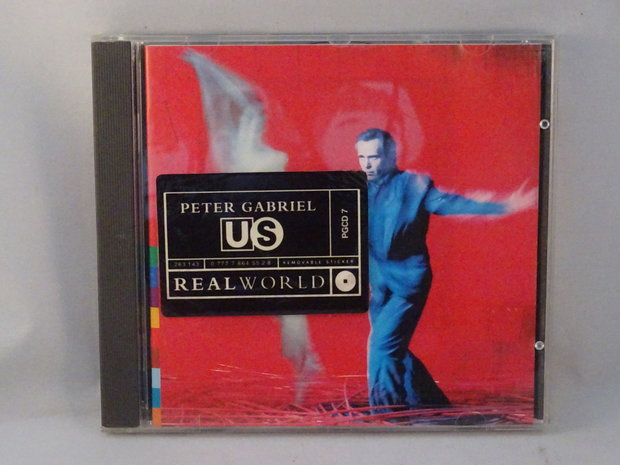 PETER GABRIEL
US
PGCD 7
REMOVABLE STICKER
REALWORLD